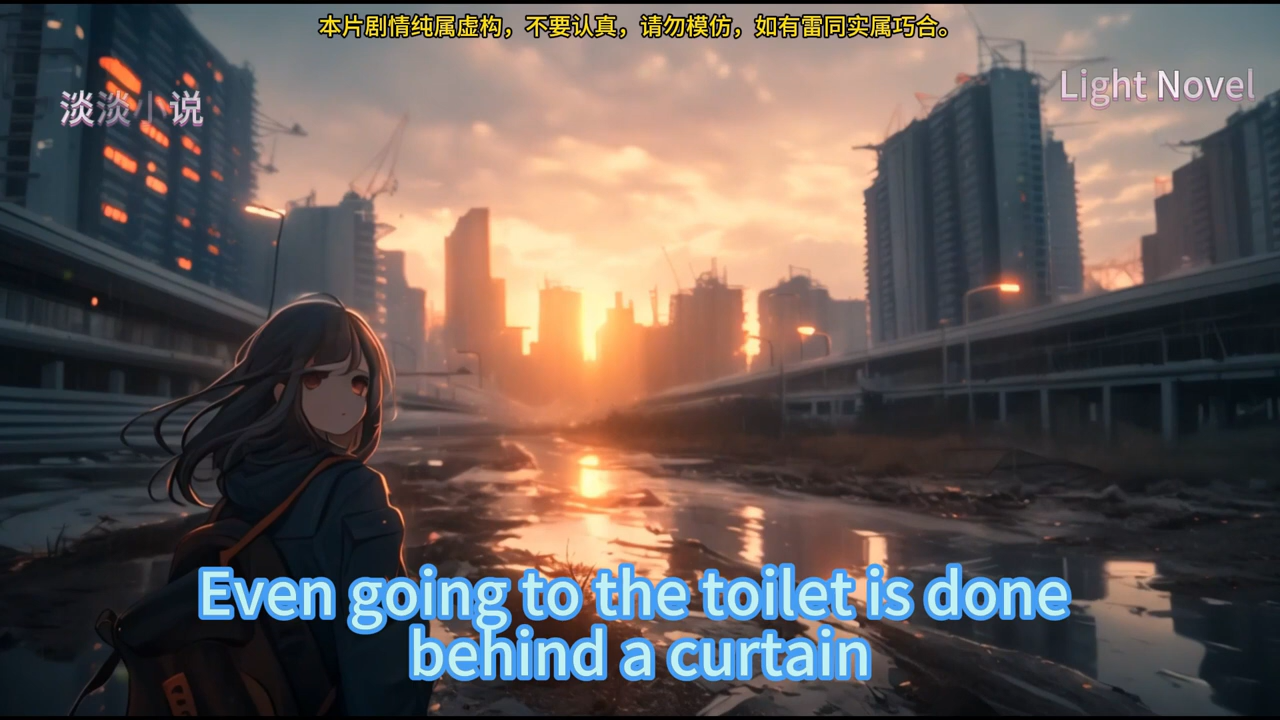 本片剧情纯属虚构，不要认真，请勿模仿，如有雷同实属巧合。
淡淡小说
Light Novel
Even going to the toilet is done
behind a curtain